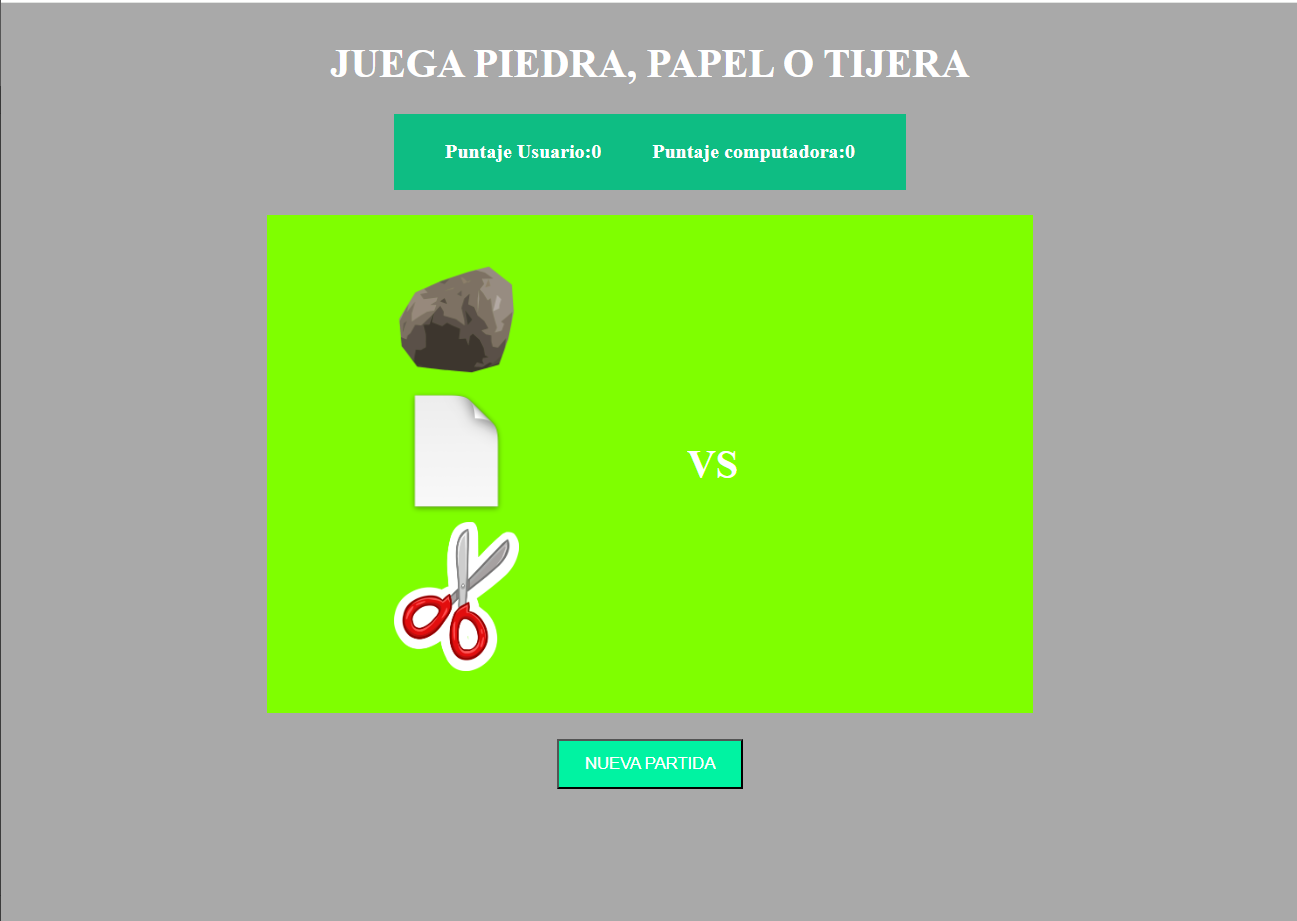 JUEGA PIEDRA, PAPEL O TIJERA
Puntaje Usuario:0 Puntaje computadora:0
VS
NUEVA PARTIDA